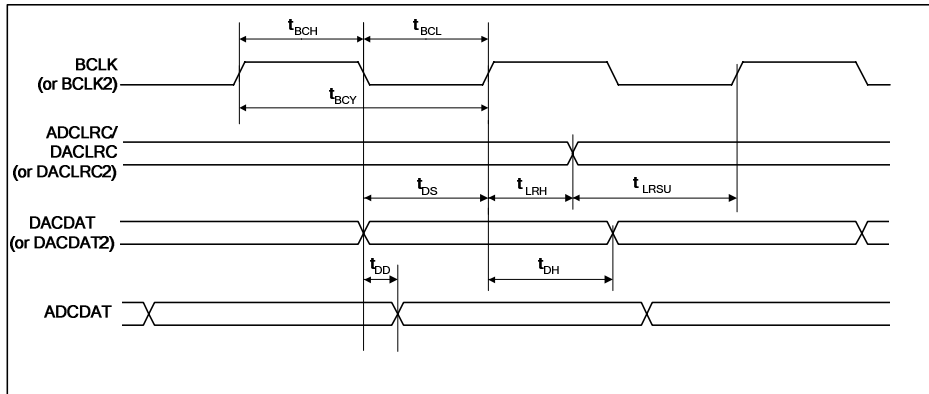 tBCH
tBCL
BCLK
(or BCLK2)
tBCY
ADCLRC/
DACLRC
(or DACLRC2)
tDS
tLRH
tLRSU
DACDAT
(or DACDAT2)
tDD
tDH
ADCDAT